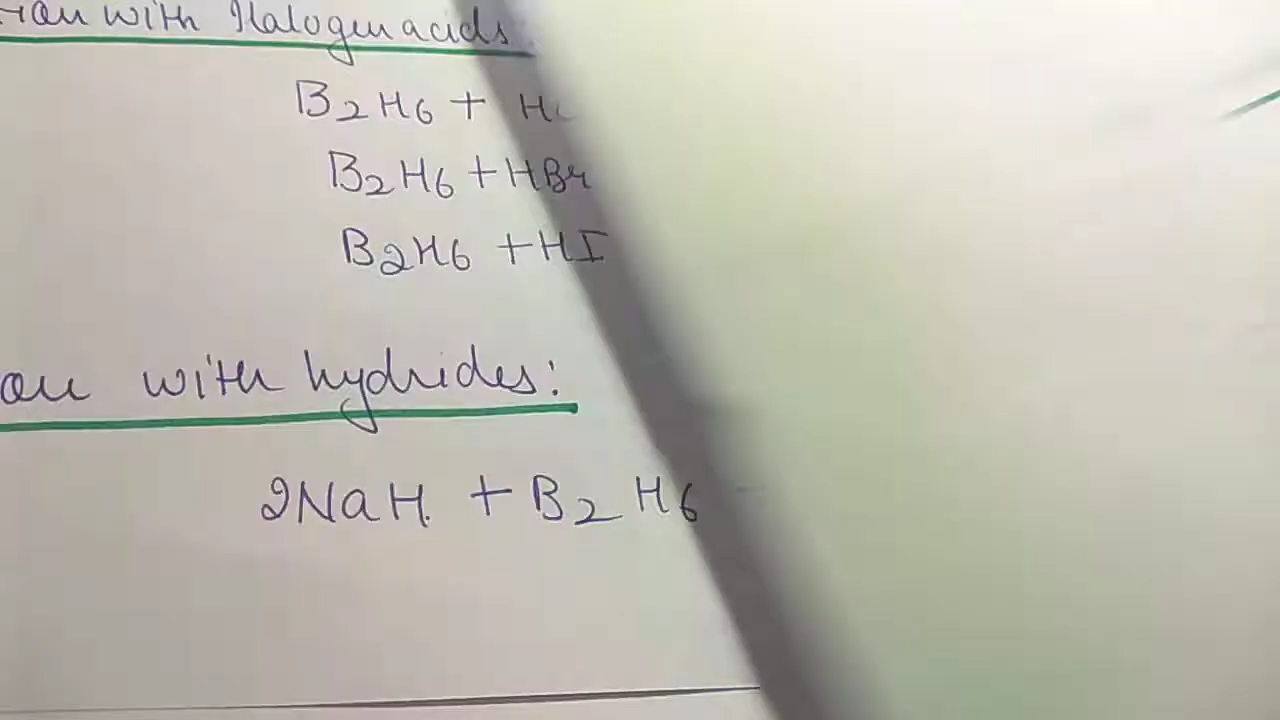 with Halogen acids:
B2H6 + H
B2H6 + HBr
B2H6 + HI
with hydrides:
2NaH + B2H6